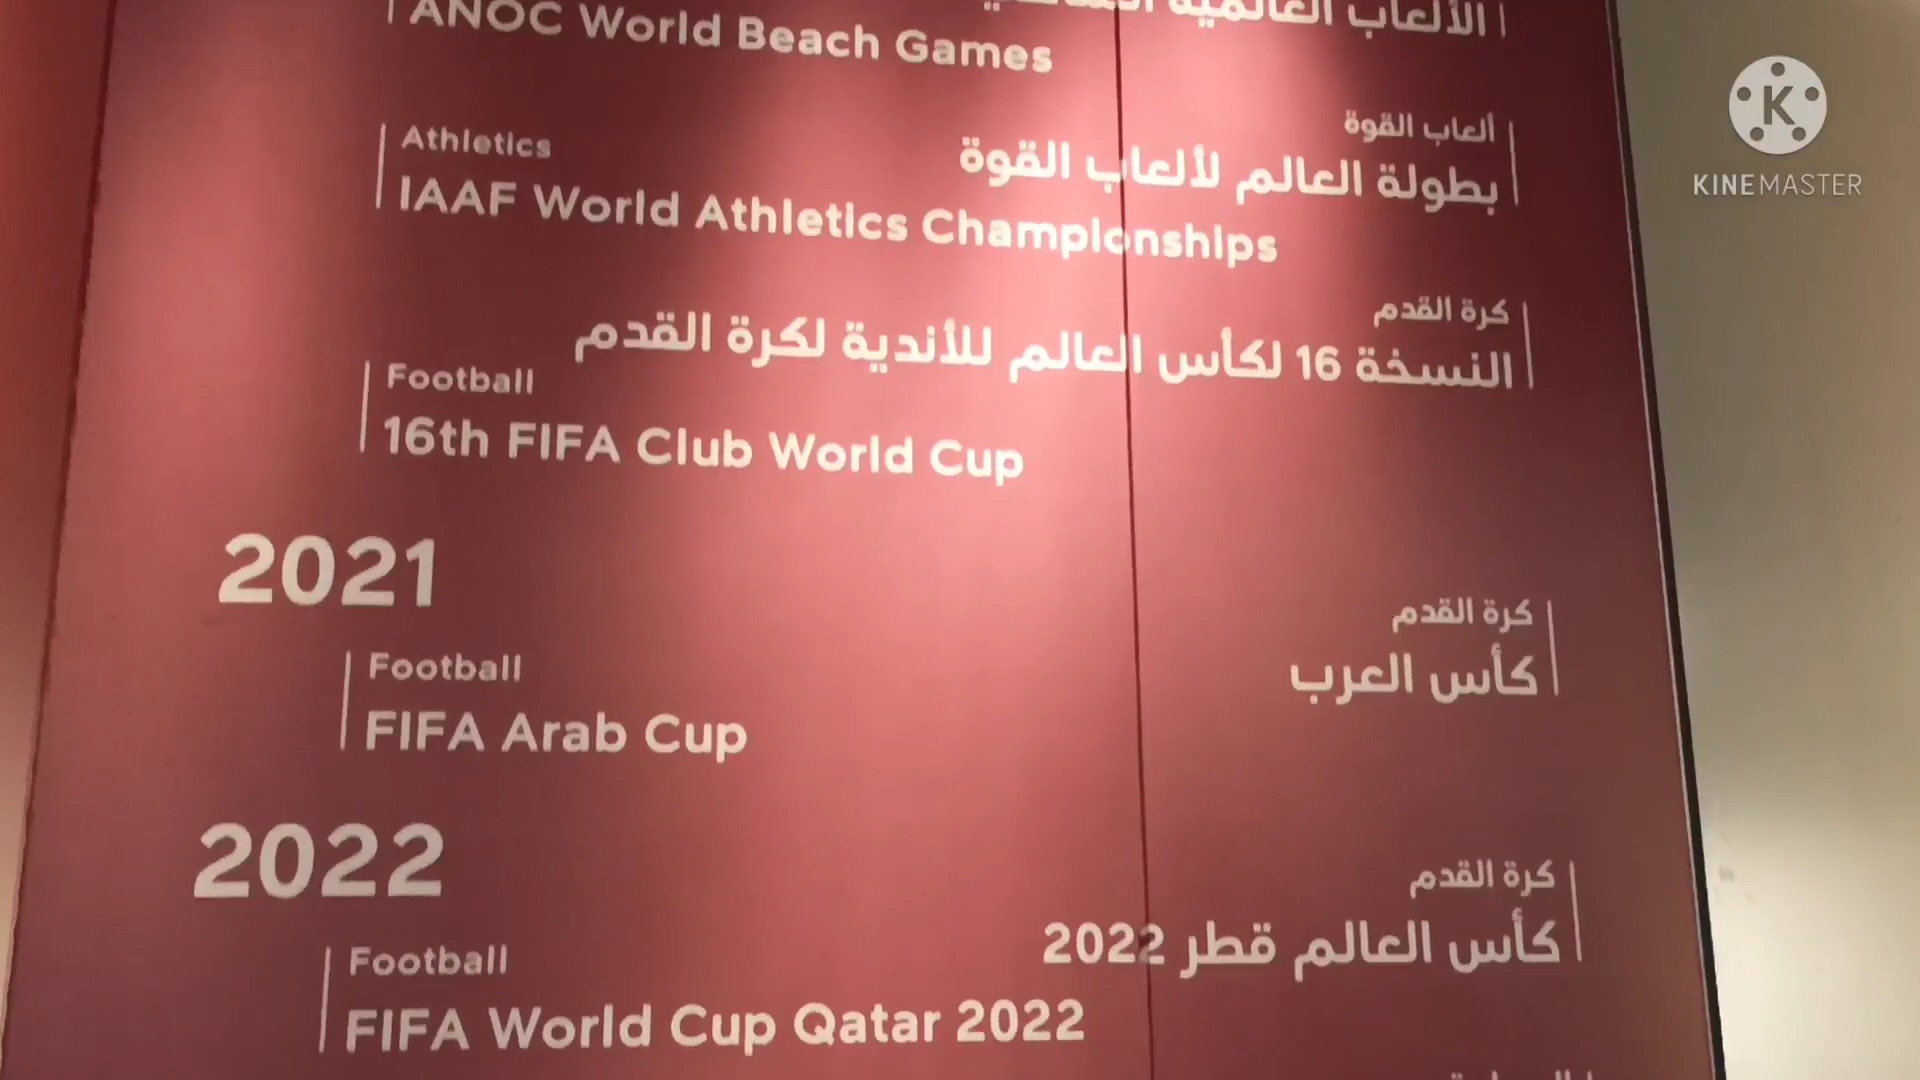 ANOC World Beach Games
الألعاب العالمية
Athletics
IAAF World Athletics Championships
ألعاب القوة
بطولة العالم لألعاب القوة
Football
16th FIFA Club World Cup
كرة القدم
النسخة 16 لكأس العالم للأندية لكرة القدم
2021
Football
FIFA Arab Cup
كرة القدم
كأس العرب
2022
Football
FIFA World Cup Qatar 2022
كرة القدم
كأس العالم قطر 2022
K
KINEMASTER